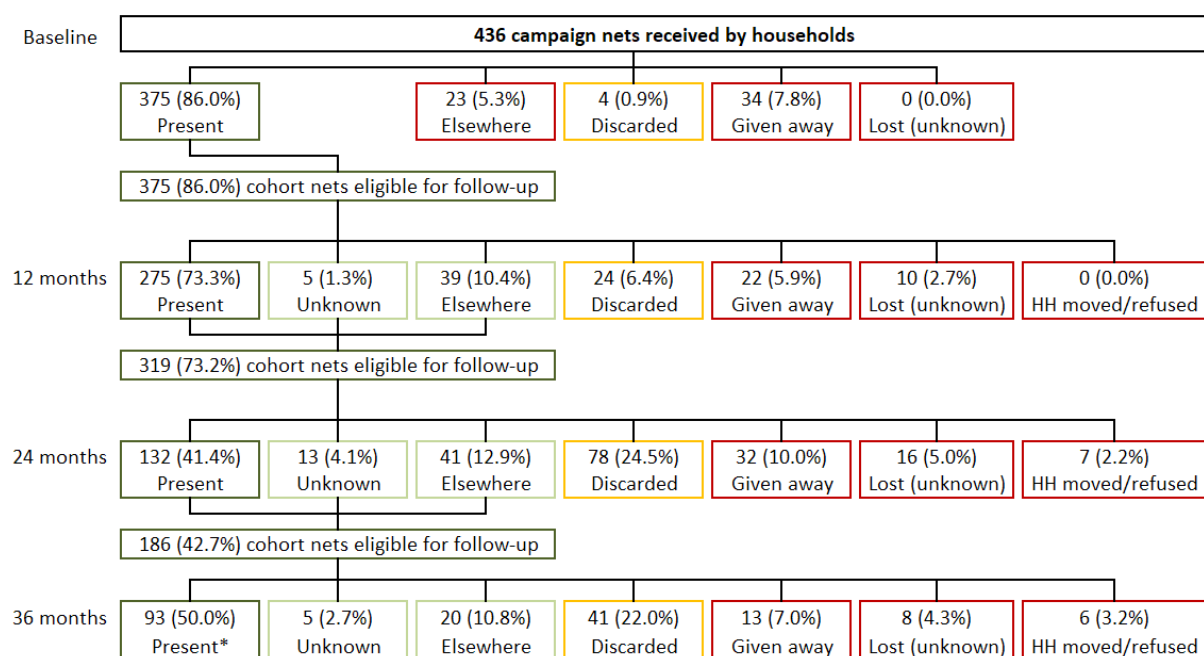 Baseline
436 campaign nets received by households
375 (86.0%)
Present
23 (5.3%)
Elsewhere
4 (0.9%)
Discarded
34 (7.8%)
Given away
0 (0.0%)
Lost (unknown)
375 (86.0%) cohort nets eligible for follow-up
12 months
275 (73.3%)
Present
5 (1.3%)
Unknown
39 (10.4%)
Elsewhere
24 (6.4%)
Discarded
22 (5.9%)
Given away
10 (2.7%)
Lost (unknown)
0 (0.0%)
HH moved/refused
319 (73.2%) cohort nets eligible for follow-up
24 months
132 (41.4%)
Present
13 (4.1%)
Unknown
41 (12.9%)
Elsewhere
78 (24.5%)
Discarded
32 (10.0%)
Given away
16 (5.0%)
Lost (unknown)
7 (2.2%)
HH moved/refused
186 (42.7%) cohort nets eligible for follow-up
36 months
93 (50.0%)
Present*
5 (2.7%)
Unknown
20 (10.8%)
Elsewhere
41 (22.0%)
Discarded
13 (7.0%)
Given away
8 (4.3%)
Lost (unknown)
6 (3.2%)
HH moved/refused